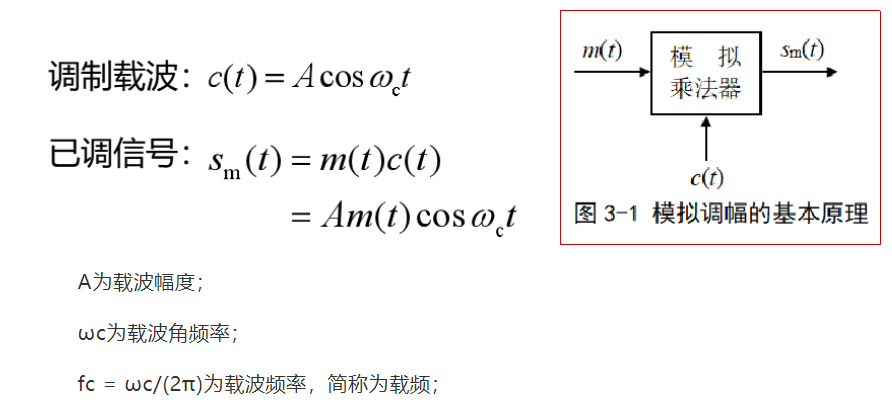 调制载波：c(t) = A cos ω_c t
已调信号：s_m(t) = m(t)c(t)
= Am(t) cos ω_c t
m(t)
模 拟
乘法器
s_m(t)
c(t)
图 3-1 模拟调幅的基本原理
A为载波幅度；
ωc为载波角频率；
fc = ωc/(2π)为载波频率，简称为载频；